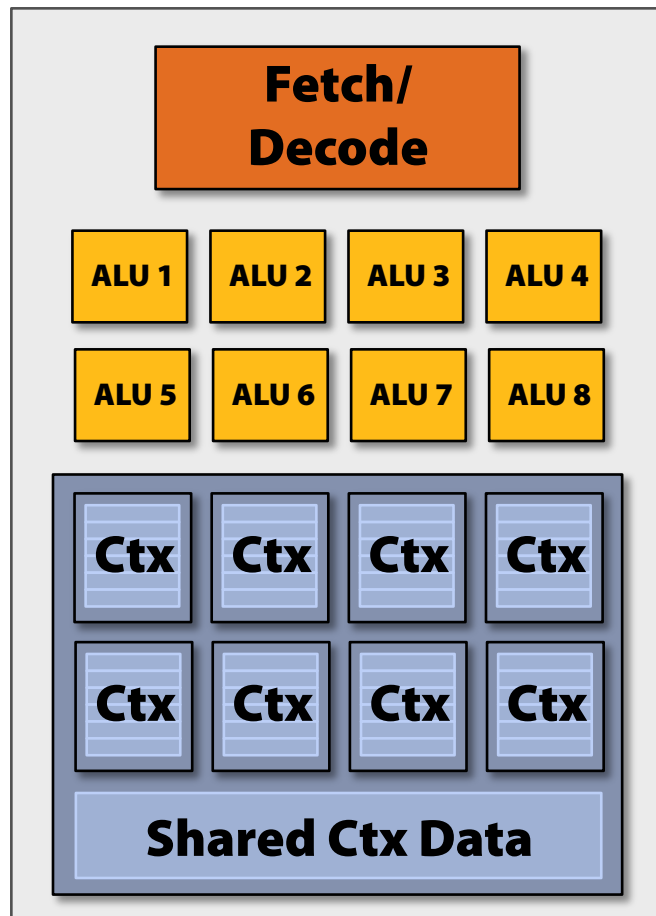 Fetch/
Decode
ALU 1 ALU 2 ALU 3 ALU 4
ALU 5 ALU 6 ALU 7 ALU 8
Ctx Ctx Ctx Ctx
Ctx Ctx Ctx Ctx
Shared Ctx Data